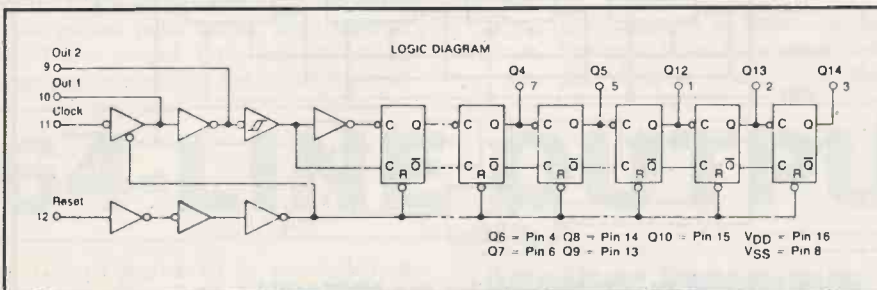 LOGIC DIAGRAM
Out 2
9
Out 1
10
Clock
11
Reset
12
Q4
7
Q5
5
Q12
1
Q13
2
Q14
3
C Q C Q C Q C Q C Q C Q
C R Q̅ C R Q̅ C R Q̅ C R Q̅ C R Q̅ C R Q̅
Q6 = Pin 4 Q8 = Pin 14 Q10 = Pin 15 VDD = Pin 16
Q7 = Pin 6 Q9 = Pin 13 VSS = Pin 8